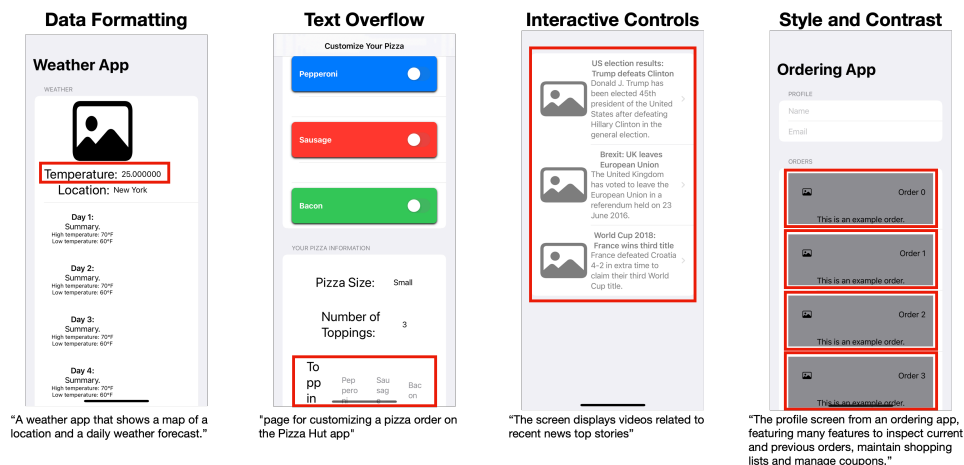 Data Formatting
Weather App
WEATHER
Temperature: 25.000000
Location: New York
Day 1:
Summary.
High temperature: 70°F
Low temperature: 60°F
Day 2:
Summary.
High temperature: 70°F
Low temperature: 60°F
Day 3:
Summary.
High temperature: 70°F
Low temperature: 60°F
Day 4:
Summary.
High temperature: 70°F
Low temperature: 60°F
“A weather app that shows a map of a
location and a daily weather forecast.”
Text Overflow
Customize Your Pizza
Pepperoni
Sausage
Bacon
YOUR PIZZA INFORMATION
Pizza Size: Small
Number of
Toppings: 3
To
pp
in
Pep
pero
Sau
sag
Bac
on
"page for customizing a pizza order on
the Pizza Hut app"
Interactive Controls
US election results:
Trump defeats Clinton
Donald J. Trump has
been elected 45th
president of the United
States after defeating
Hillary Clinton in the
general election.
Brexit: UK leaves
European Union
The United Kingdom
has voted to leave the
European Union in a
referendum held on 23
June 2016.
World Cup 2018:
France wins third title
France defeated Croatia
4-2 in extra time to
claim their third World
Cup title.
“The screen displays videos related to
recent news top stories”
Style and Contrast
Ordering App
PROFILE
Name
Email
ORDERS
Order 0
This is an example order.
Order 1
This is an example order.
Order 2
This is an example order.
Order 3
This is an example order.
“The profile screen from an ordering app,
featuring many features to inspect current
and previous orders, maintain shopping
lists and manage coupons.”